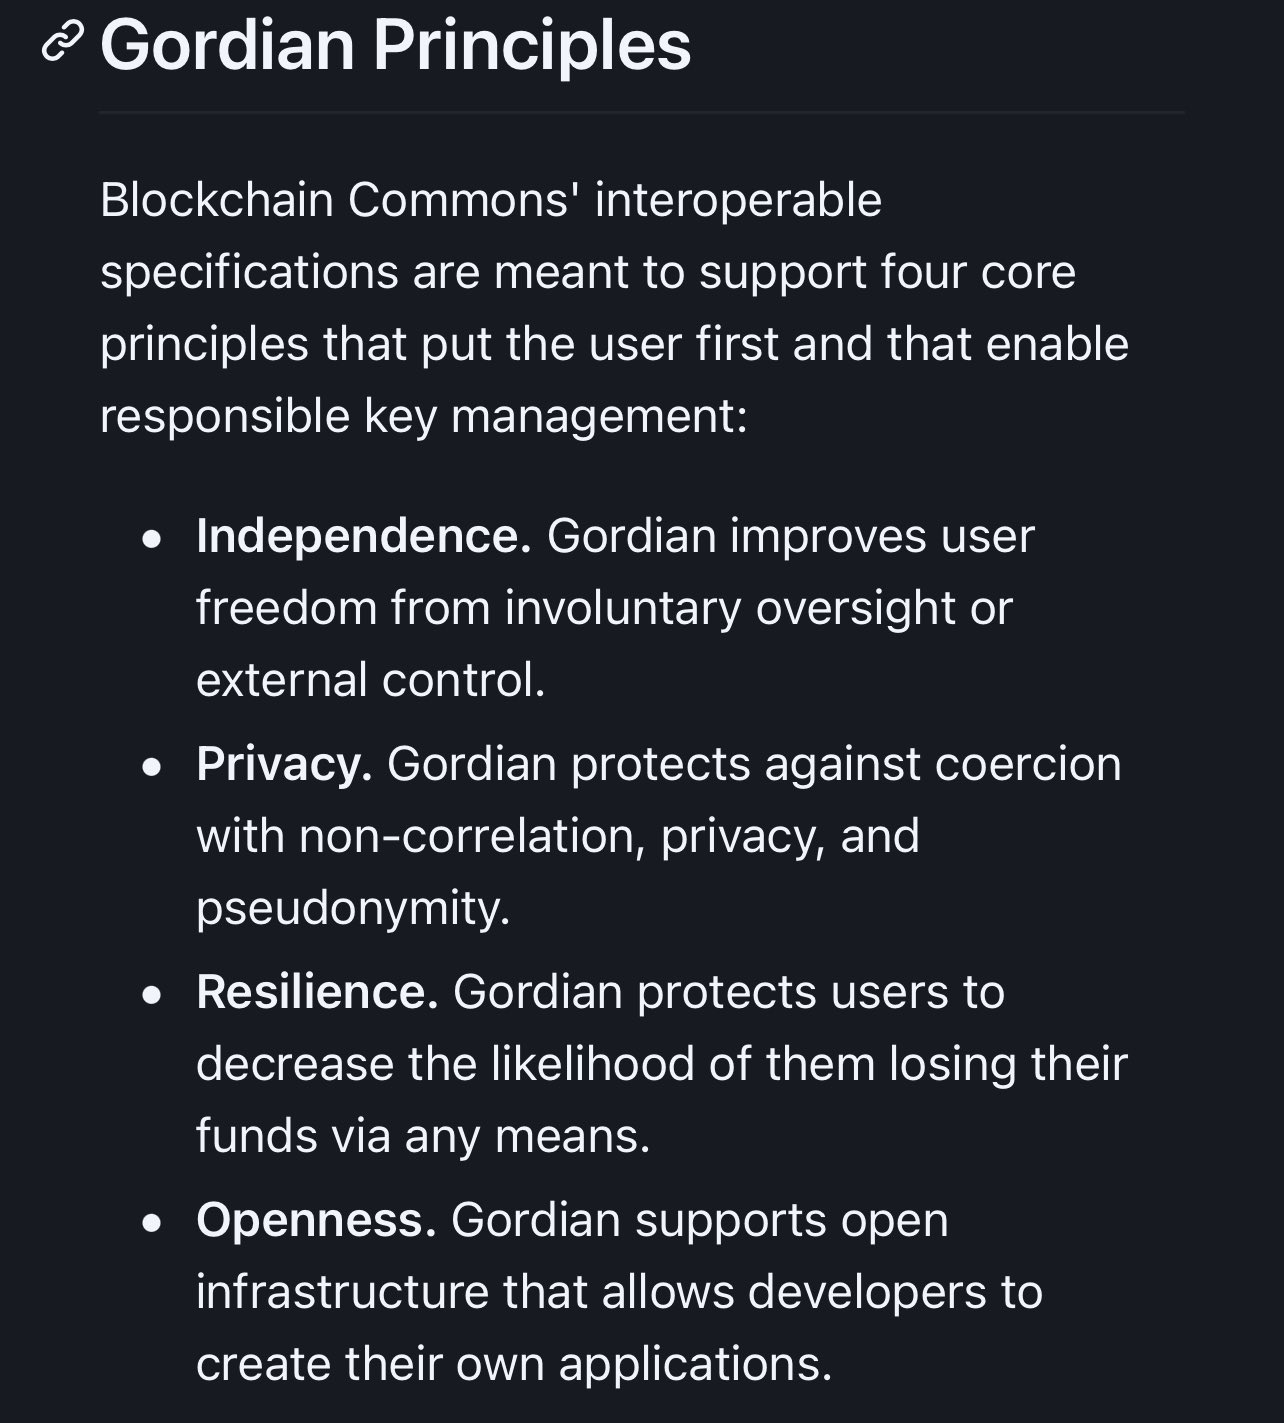 Gordian Principles
Blockchain Commons' interoperable
specifications are meant to support four core
principles that put the user first and that enable
responsible key management:
• Independence. Gordian improves user
freedom from involuntary oversight or
external control.
• Privacy. Gordian protects against coercion
with non-correlation, privacy, and
pseudonymity.
• Resilience. Gordian protects users to
decrease the likelihood of them losing their
funds via any means.
• Openness. Gordian supports open
infrastructure that allows developers to
create their own applications.